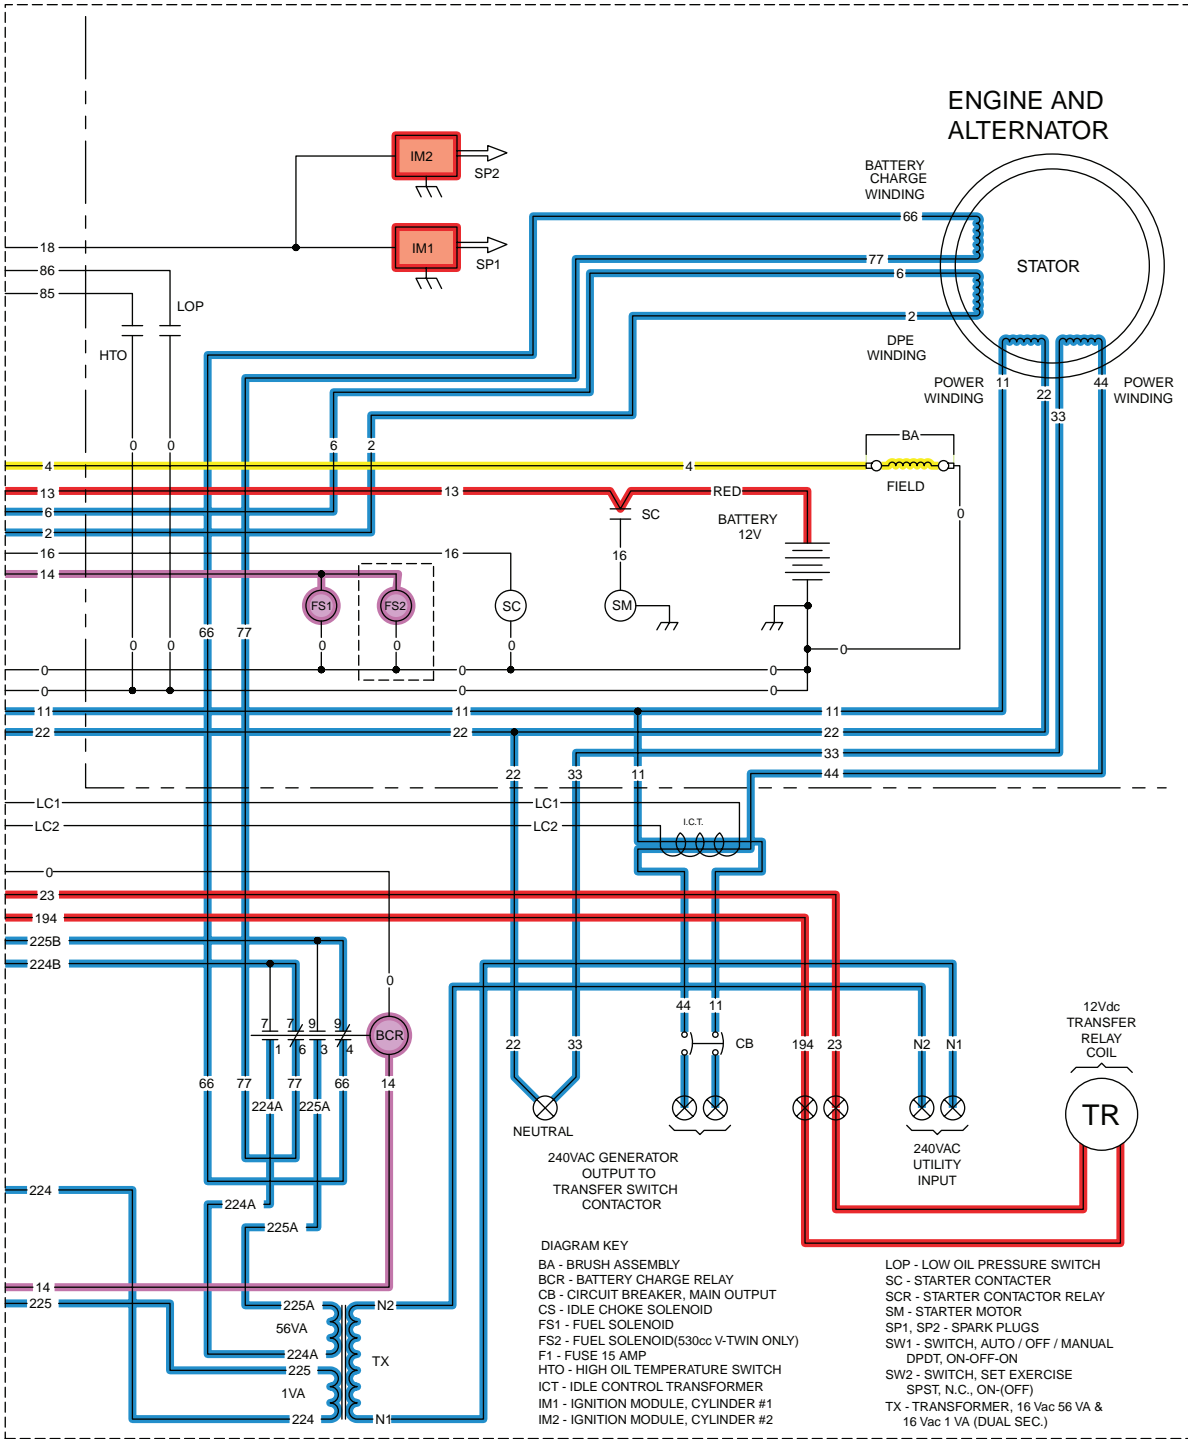 ENGINE AND
ALTERNATOR
IM2
SP2
BATTERY
CHARGE
WINDING
66
18
IM1
SP1
77
STATOR
86
6
85
LOP
2
HTO
DPE
WINDING
POWER
WINDING
11
22
33
44
POWER
WINDING
0
0
6
2
BA
4
4
FIELD
13
13
RED
6
SC
BATTERY
12V
0
2
16
16
16
14
FS1
FS2
SC
SM
66
77
0
0
0
0
0
0
0
0
0
0
0
0
11
11
11
22
22
22
33
22
33
11
44
LC1
LC1
LC2
LC2
I.C.T.
0
23
194
225B
224B
0
7
7
9
9
BCR
1
6
3
4
44
11
CB
22
33
194
23
N2
N1
12Vdc
TRANSFER
RELAY
COIL
TR
66
77
77
66
14
224A
225A
NEUTRAL
240VAC GENERATOR
OUTPUT TO
TRANSFER SWITCH
CONTACTOR
240VAC
UTILITY
INPUT
224
224A
225A
14
225
225A
N2
56VA
224A
225
TX
1VA
224
N1
DIAGRAM KEY
BA - BRUSH ASSEMBLY
BCR - BATTERY CHARGE RELAY
CB - CIRCUIT BREAKER, MAIN OUTPUT
CS - IDLE CHOKE SOLENOID
FS1 - FUEL SOLENOID
FS2 - FUEL SOLENOID(530cc V-TWIN ONLY)
F1 - FUSE 15 AMP
HTO - HIGH OIL TEMPERATURE SWITCH
ICT - IDLE CONTROL TRANSFORMER
IM1 - IGNITION MODULE, CYLINDER #1
IM2 - IGNITION MODULE, CYLINDER #2
LOP - LOW OIL PRESSURE SWITCH
SC - STARTER CONTACTER
SCR - STARTER CONTACTOR RELAY
SM - STARTER MOTOR
SP1, SP2 - SPARK PLUGS
SW1 - SWITCH, AUTO / OFF / MANUAL
DPDT, ON-OFF-ON
SW2 - SWITCH, SET EXERCISE
SPST, N.C., ON-(OFF)
TX - TRANSFORMER, 16 Vac 56 VA &
16 Vac 1 VA (DUAL SEC.)